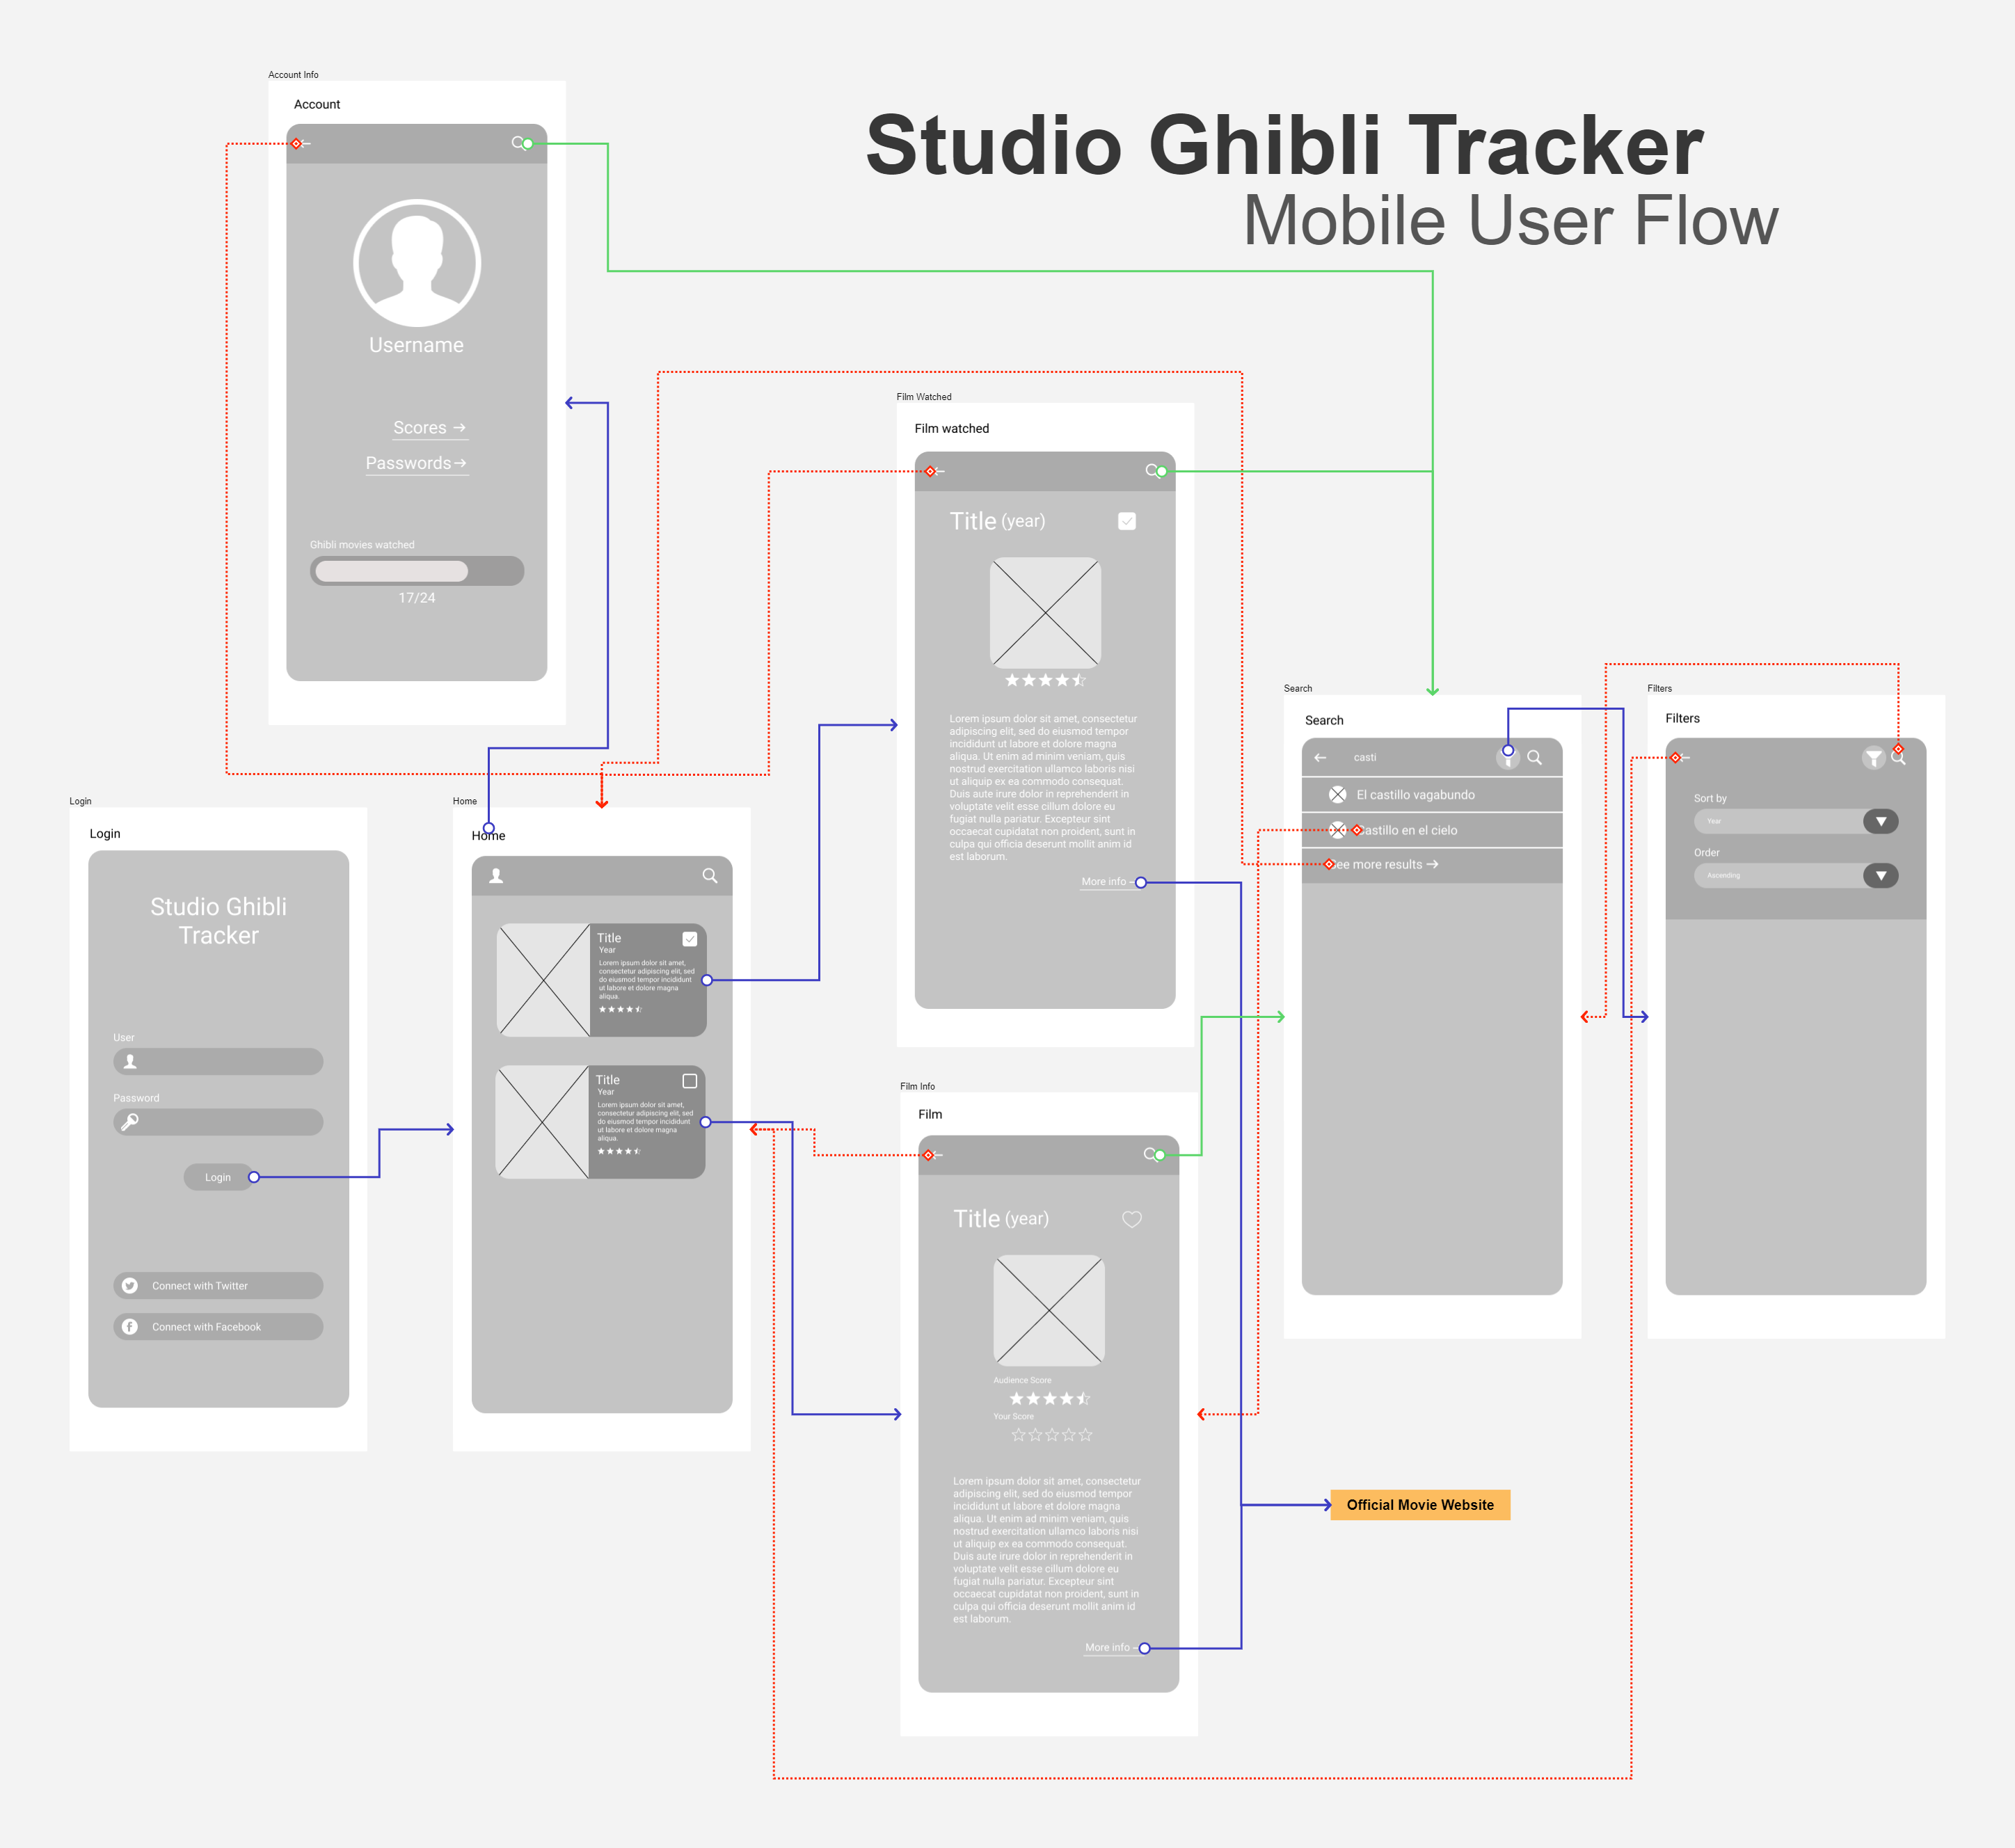 Studio Ghibli Tracker
Mobile User Flow
Account Info
Account
Username
Scores
Passwords
Ghibli movies watched
17/24
Film Watched
Film watched
Title (year)
Lorem ipsum dolor sit amet, consectetur
adipiscing elit, sed do eiusmod tempor
incididunt ut labore et dolore magna
aliqua. Ut enim ad minim veniam, quis
nostrud exercitation ullamco laboris nisi
ut aliquip ex ea commodo consequat.
Duis aute irure dolor in reprehenderit in
voluptate velit esse cillum dolore eu
fugiat nulla pariatur. Excepteur sint
occaecat cupidatat non proident, sunt in
culpa qui officia deserunt mollit anim id
est laborum.
More info
Search
Search
casti
El castillo vagabundo
Castillo en el cielo
See more results
Filters
Filters
Sort by
Year
Order
Ascending
Login
Login
Studio Ghibli
Tracker
User
Password
Login
Connect with Twitter
Connect with Facebook
Home
Home
Title
Year
Lorem ipsum dolor sit amet,
consectetur adipiscing elit, sed
do eiusmod tempor incididunt
ut labore et dolore magna
aliqua.
Title
Year
Lorem ipsum dolor sit amet,
consectetur adipiscing elit, sed
do eiusmod tempor incididunt
ut labore et dolore magna
aliqua.
Film Info
Film
Title (year)
Audience Score
Your Score
Lorem ipsum dolor sit amet, consectetur
adipiscing elit, sed do eiusmod tempor
incididunt ut labore et dolore magna
aliqua. Ut enim ad minim veniam, quis
nostrud exercitation ullamco laboris nisi
ut aliquip ex ea commodo consequat.
Duis aute irure dolor in reprehenderit in
voluptate velit esse cillum dolore eu
fugiat nulla pariatur. Excepteur sint
occaecat cupidatat non proident, sunt in
culpa qui officia deserunt mollit anim id
est laborum.
More info
Official Movie Website